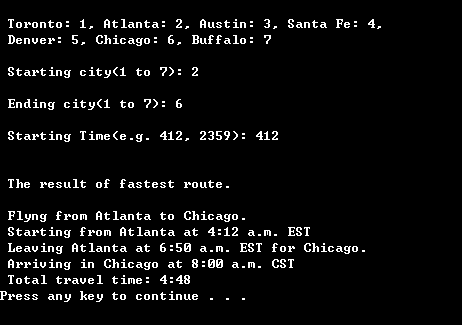 Toronto: 1, Atlanta: 2, Austin: 3, Santa Fe: 4,
Denver: 5, Chicago: 6, Buffalo: 7
Starting city(1 to 7): 2
Ending city(1 to 7): 6
Starting Time(e.g. 412, 2359): 412
The result of fastest route.
Flyng from Atlanta to Chicago.
Starting from Atlanta at 4:12 a.m. EST
Leaving Atlanta at 6:50 a.m. EST for Chicago.
Arriving in Chicago at 8:00 a.m. CST
Total travel time: 4:48
Press any key to continue . . .